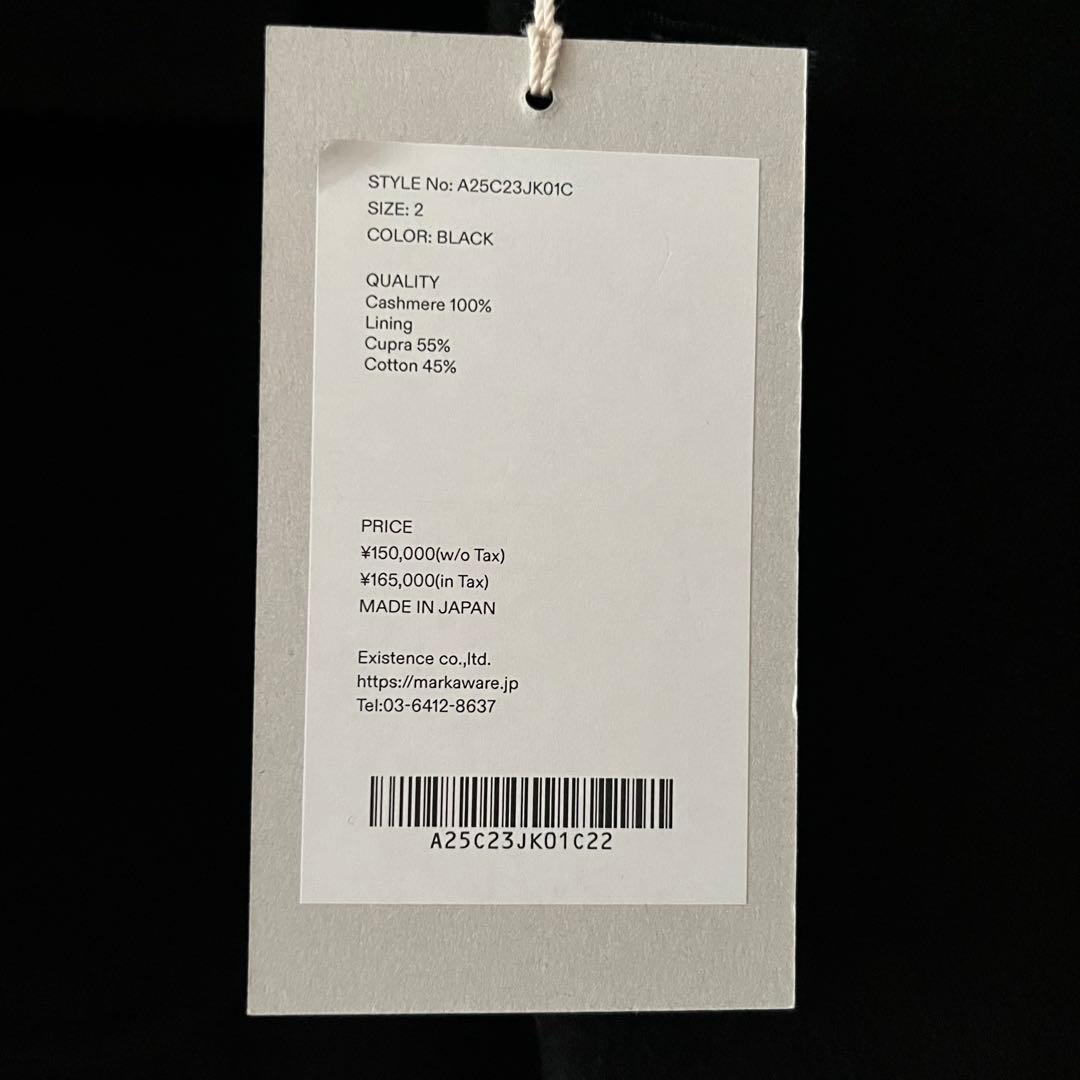 STYLE No: A25C23JK01C
SIZE: 2
COLOR: BLACK
QUALITY
Cashmere 100%
Lining
Cupra 55%
Cotton 45%
PRICE
¥150,000(w/o Tax)
¥165,000(in Tax)
MADE IN JAPAN
Existence co.,ltd.
https://markaware.jp
Tel:03-6412-8637
A25C23JK01C22